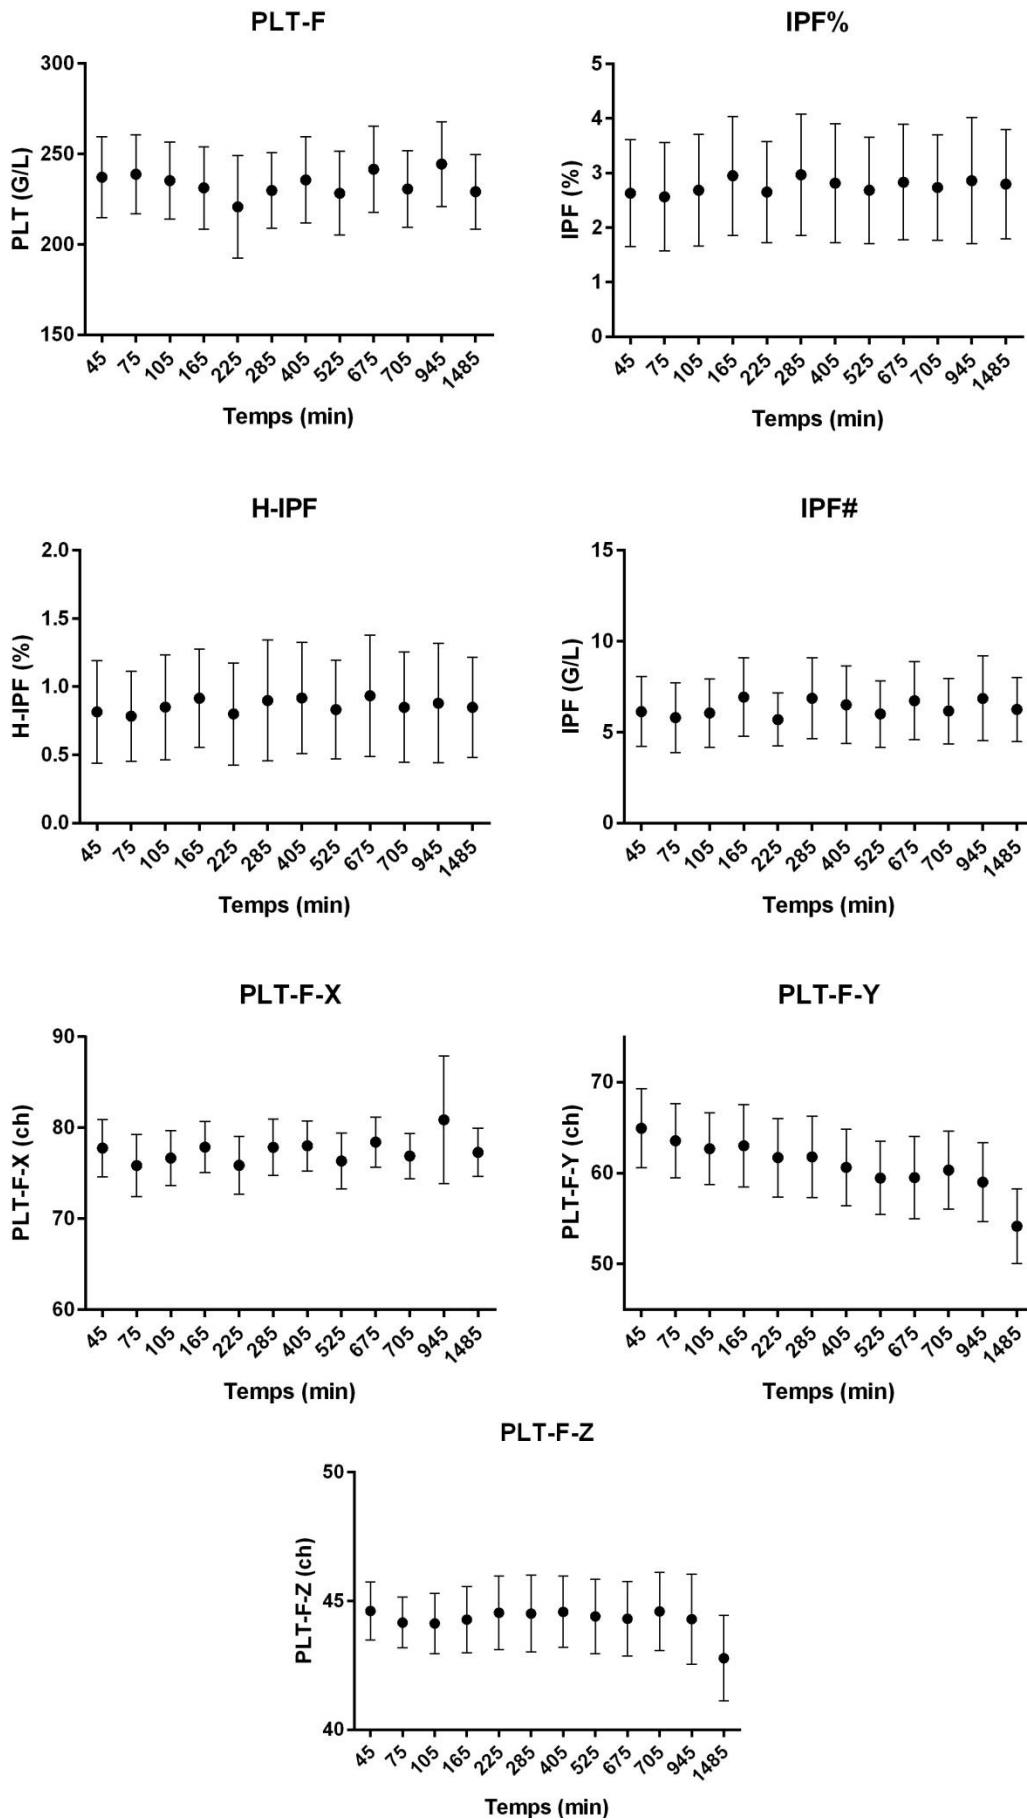 PLT-F
PLT (G/L)
300
250
200
150
45 75 105 165 225 285 405 525 675 705 945 1485
Temps (min)
IPF%
IPF (%)
5
4
3
2
1
0
45 75 105 165 225 285 405 525 675 705 945 1485
Temps (min)
H-IPF
H-IPF (%)
2.0
1.5
1.0
0.5
0.0
45 75 105 165 225 285 405 525 675 705 945 1485
Temps (min)
IPF#
IPF (G/L)
15
10
5
0
45 75 105 165 225 285 405 525 675 705 945 1485
Temps (min)
PLT-F-X
PLT-F-X (ch)
90
80
70
60
45 75 105 165 225 285 405 525 675 705 945 1485
Temps (min)
PLT-F-Y
PLT-F-Y (ch)
70
60
50
45 75 105 165 225 285 405 525 675 705 945 1485
Temps (min)
PLT-F-Z
PLT-F-Z (ch)
50
45
40
45 75 105 165 225 285 405 525 675 705 945 1485
Temps (min)